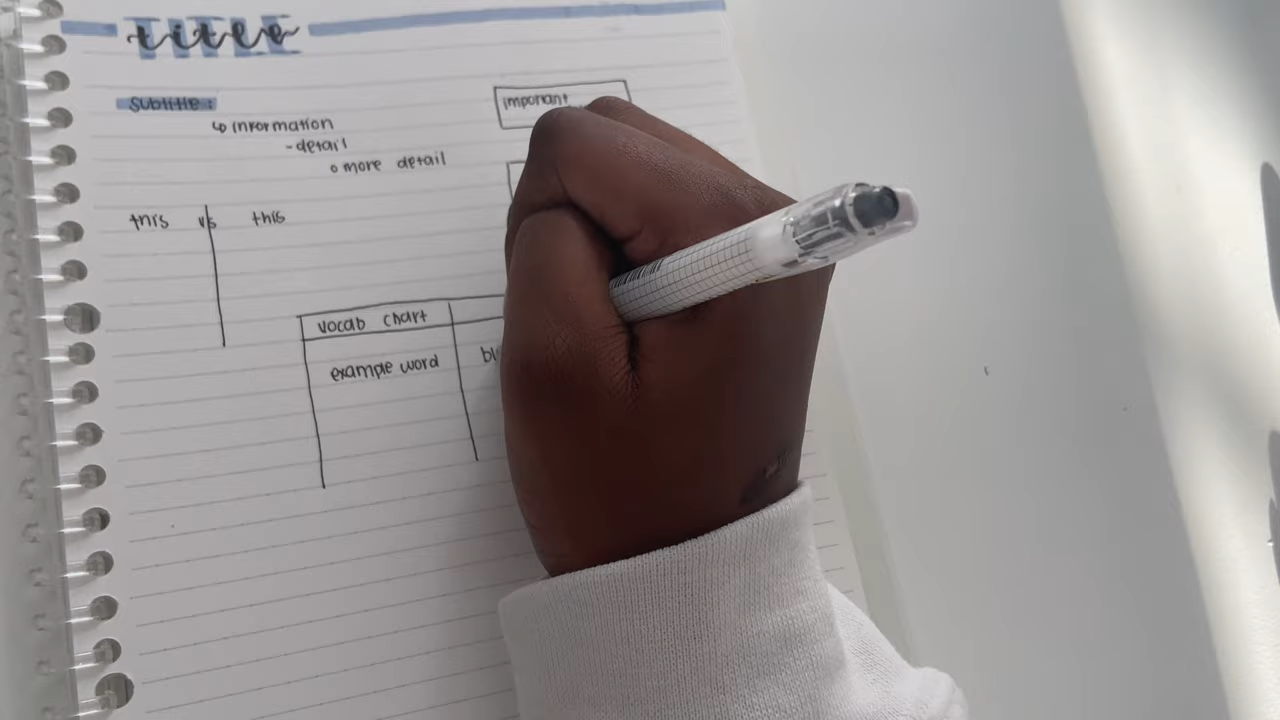 title
Subtitle:
↳ information
- detail
o more detail
important
this vs this
vocab chart
example word